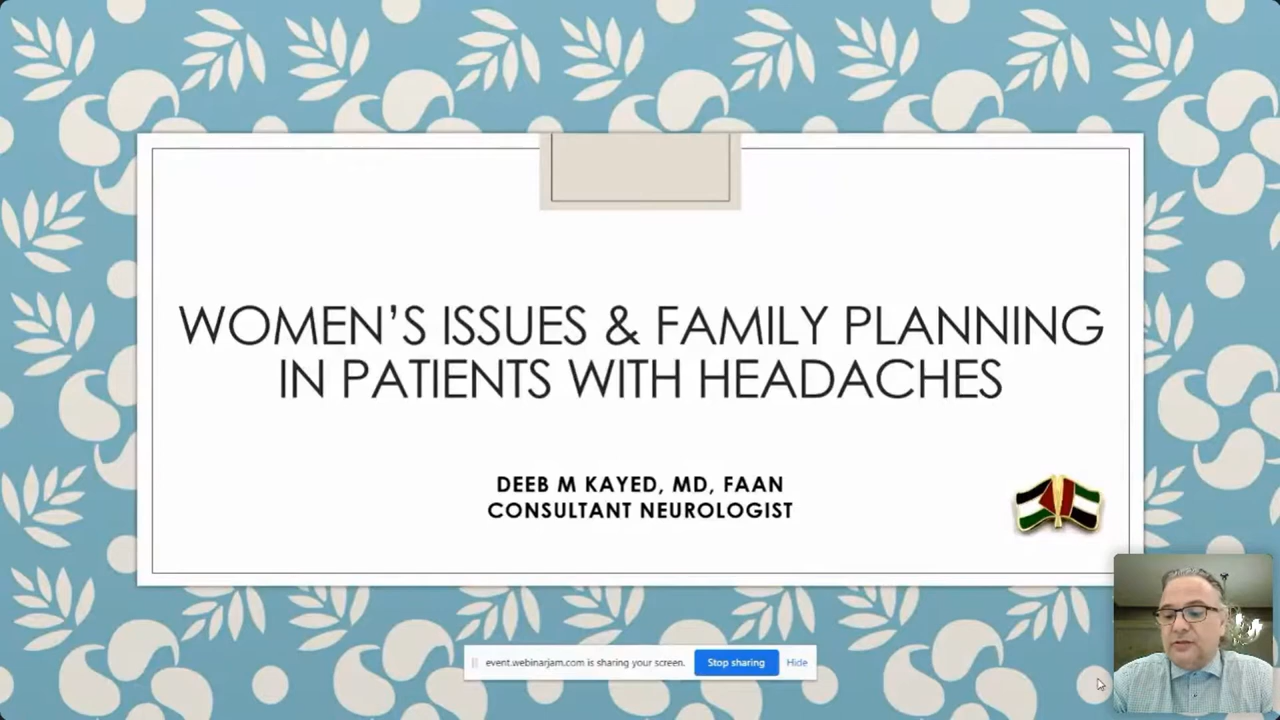 WOMEN’S ISSUES & FAMILY PLANNING
IN PATIENTS WITH HEADACHES
DEEB M KAYED, MD, FAAN
CONSULTANT NEUROLOGIST
event.webinarjam.com is sharing your screen.
Stop sharing
Hide